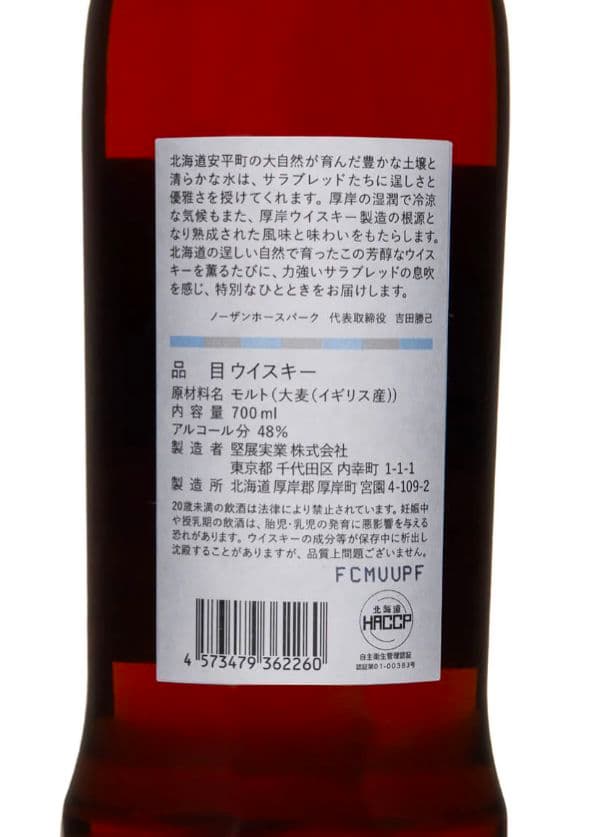 北海道安平町の大自然が育んだ豊かな土壌と
清らかな水は、サラブレッドたちに逞しさと
優雅さを授けてくれます。厚岸の湿潤で冷涼
な気候もまた、厚岸ウイスキー製造の根源と
なり熟成された風味と味わいをもたらします。
北海道の逞しい自然で育ったこの芳醇なウイス
キーを薫るたびに、力強いサラブレッドの息吹
を感じ、特別なひとときをお届けします。
ノーザンホースパーク 代表取締役 吉田勝己
品 目 ウイスキー
原材料名 モルト(大麦(イギリス産))
内容量 700ml
アルコール分 48%
製造者 堅展実業 株式会社
東京都 千代田区 内幸町 1-1-1
製造所 北海道 厚岸郡 厚岸町 宮園 4-109-2
20歳未満の飲酒は法律により禁止されています。妊娠中
や授乳期の飲酒は、胎児・乳児の発育に悪影響を与える
恐れがあります。ウイスキーの成分等が保存中に析出し
沈殿することがありますが、品質上問題ございません。
FCMUUPF
4 573479 362260
北海道
HACCP
自主衛生管理認証
認証第01-00383号